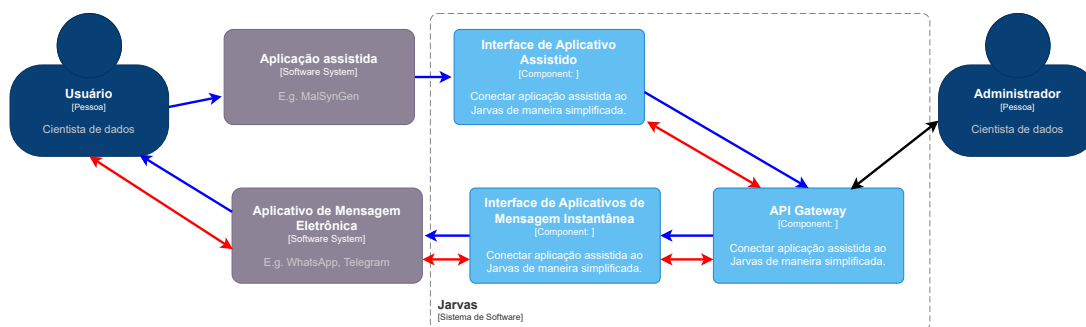 Usuário
[Pessoa]
Cientista de dados
Aplicação assistida
[Software System]
E.g. MalSynGen
Interface de Aplicativo
Assistido
[Component: ]
Conectar aplicação assistida ao
Jarvas de maneira simplificada.
Administrador
[Pessoa]
Cientista de dados
Aplicativo de Mensagem
Eletrônica
[Software System]
E.g. WhatsApp, Telegram
Interface de Aplicativos de
Mensagem Instantânea
[Component: ]
Conectar aplicação assistida ao
Jarvas de maneira simplificada.
API Gateway
[Component: ]
Conectar aplicação assistida ao
Jarvas de maneira simplificada.
Jarvas
[Sistema de Software]